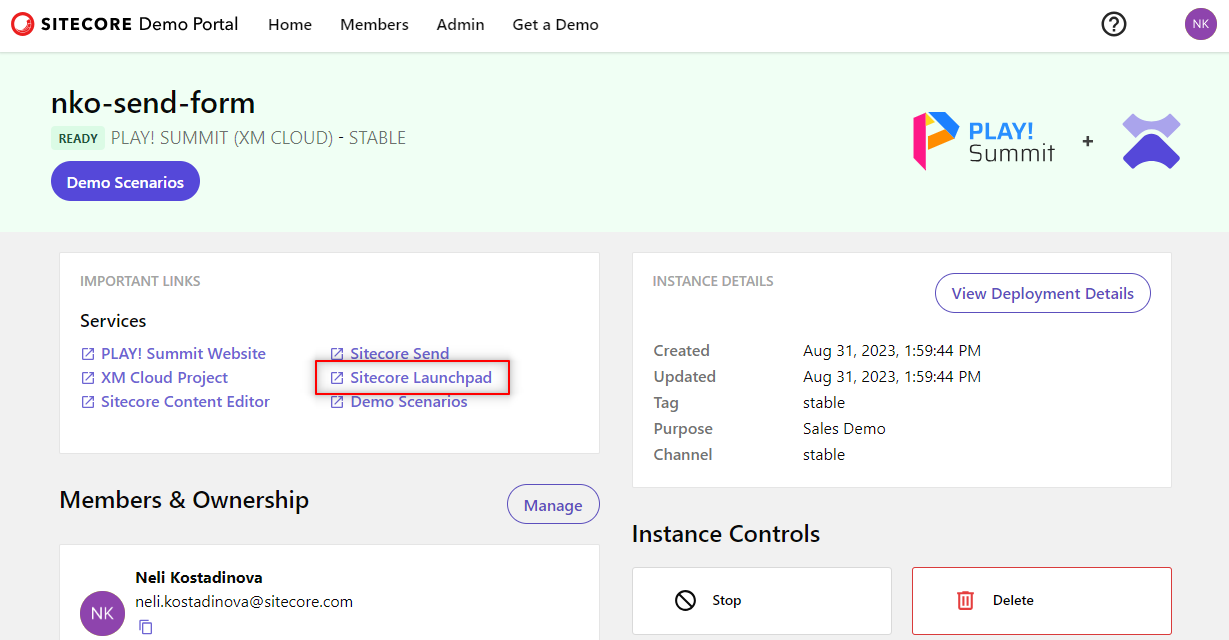 SITECORE Demo Portal Home Members Admin Get a Demo NK
nko-send-form
READY PLAY! SUMMIT (XM CLOUD) - STABLE
Demo Scenarios
PLAY!
Summit
+
IMPORTANT LINKS
Services
PLAY! Summit Website Sitecore Send
XM Cloud Project Sitecore Launchpad
Sitecore Content Editor Demo Scenarios
INSTANCE DETAILS
View Deployment Details
Created Aug 31, 2023, 1:59:44 PM
Updated Aug 31, 2023, 1:59:44 PM
Tag stable
Purpose Sales Demo
Channel stable
Members & Ownership
Manage
NK
Neli Kostadinova
neli.kostadinova@sitecore.com
Instance Controls
Stop Delete